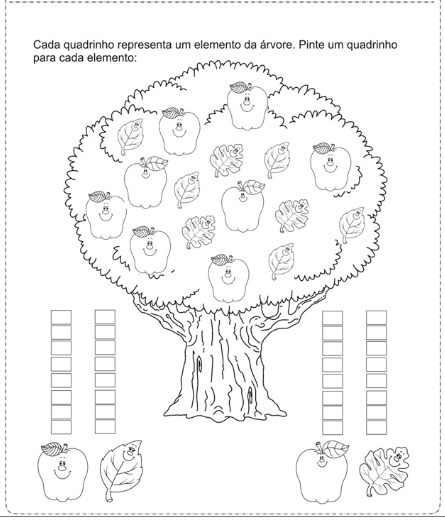 Cada quadrinho representa um elemento da árvore. Pinte um quadrinho
para cada elemento: